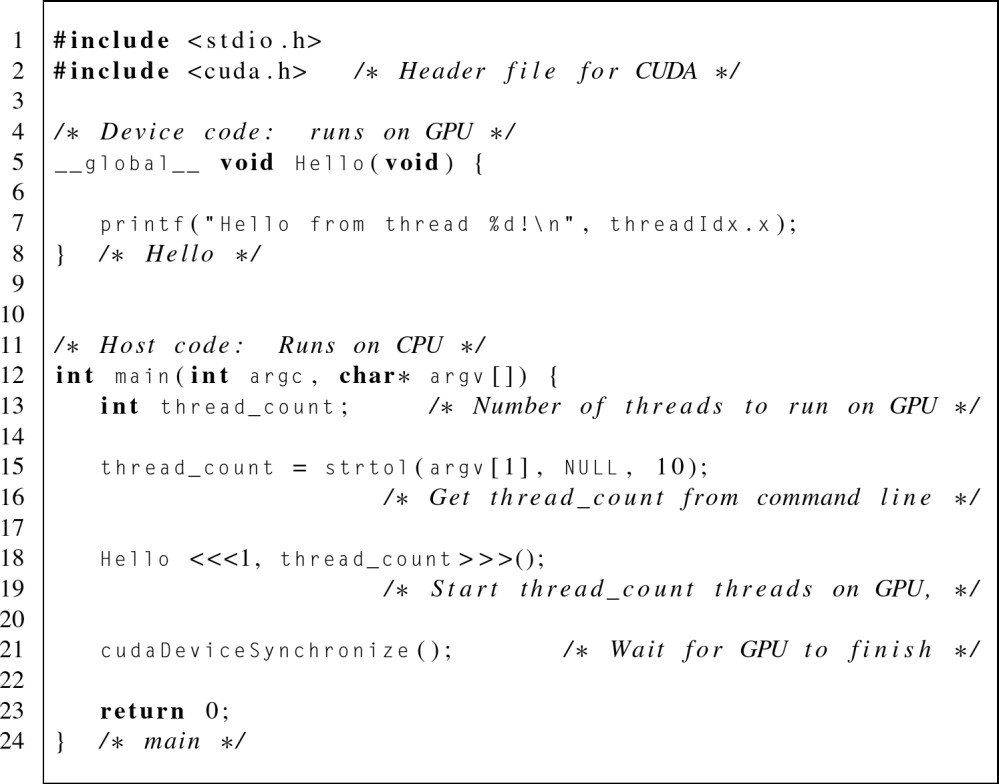 1 #include <stdio.h>
2 #include <cuda.h>   /* Header file for CUDA */
3
4 /* Device code:  runs on GPU */
5 __global__ void Hello(void) {
6
7    printf("Hello from thread %d!\n", threadIdx.x);
8 }  /* Hello */
9
10
11 /* Host code:  Runs on CPU */
12 int main(int argc, char* argv[]) {
13    int thread_count;     /* Number of threads to run on GPU */
14
15    thread_count = strtol(argv[1], NULL, 10);
16                      /* Get thread_count from command line */
17
18    Hello <<<1, thread_count>>>();
19                      /* Start thread_count threads on GPU, */
20
21    cudaDeviceSynchronize();       /* Wait for GPU to finish */
22
23    return 0;
24 }  /* main */